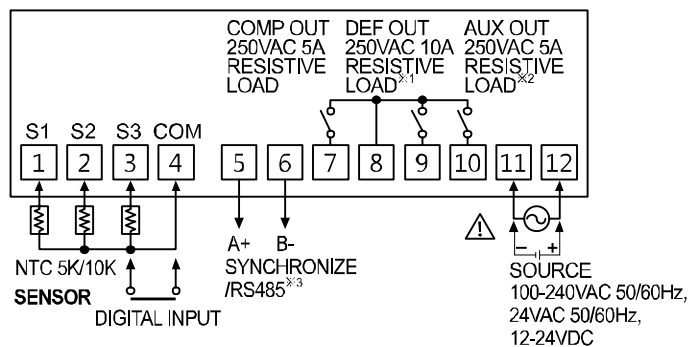 COMP OUT
250VAC 5A
RESISTIVE
LOAD
DEF OUT
250VAC 10A
RESISTIVE
LOAD※1
AUX OUT
250VAC 5A
RESISTIVE
LOAD※2
S1 S2 S3 COM
1 2 3 4 5 6 7 8 9 10 11 12
NTC 5K/10K
SENSOR
DIGITAL INPUT
A+ B-
SYNCHRONIZE
/RS485※3
! − +
SOURCE
100-240VAC 50/60Hz,
24VAC 50/60Hz,
12-24VDC